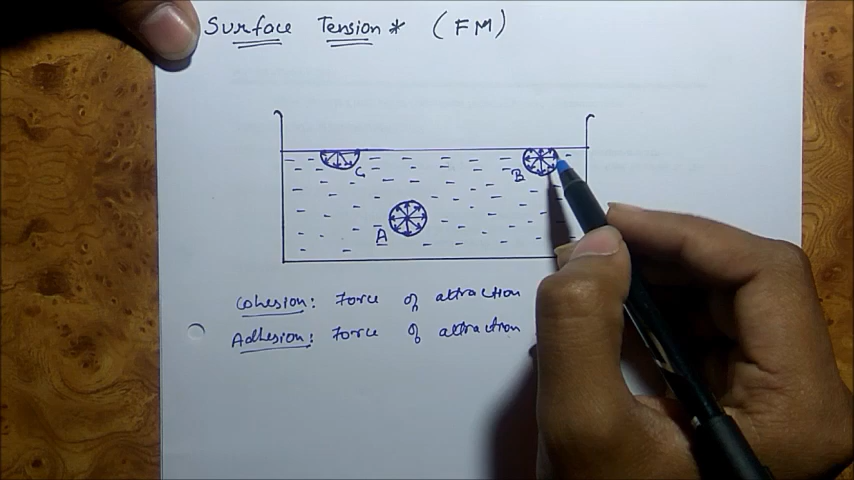 Surface Tension* (FM)
C
B
A
Cohesion: Force of attraction
Adhesion: Force of attraction